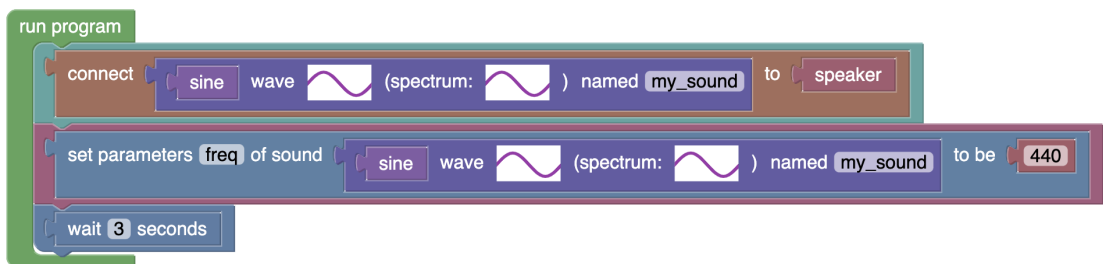 run program
connect sine wave (spectrum: ) named my_sound to speaker
set parameters freq of sound sine wave (spectrum: ) named my_sound to be 440
wait 3 seconds